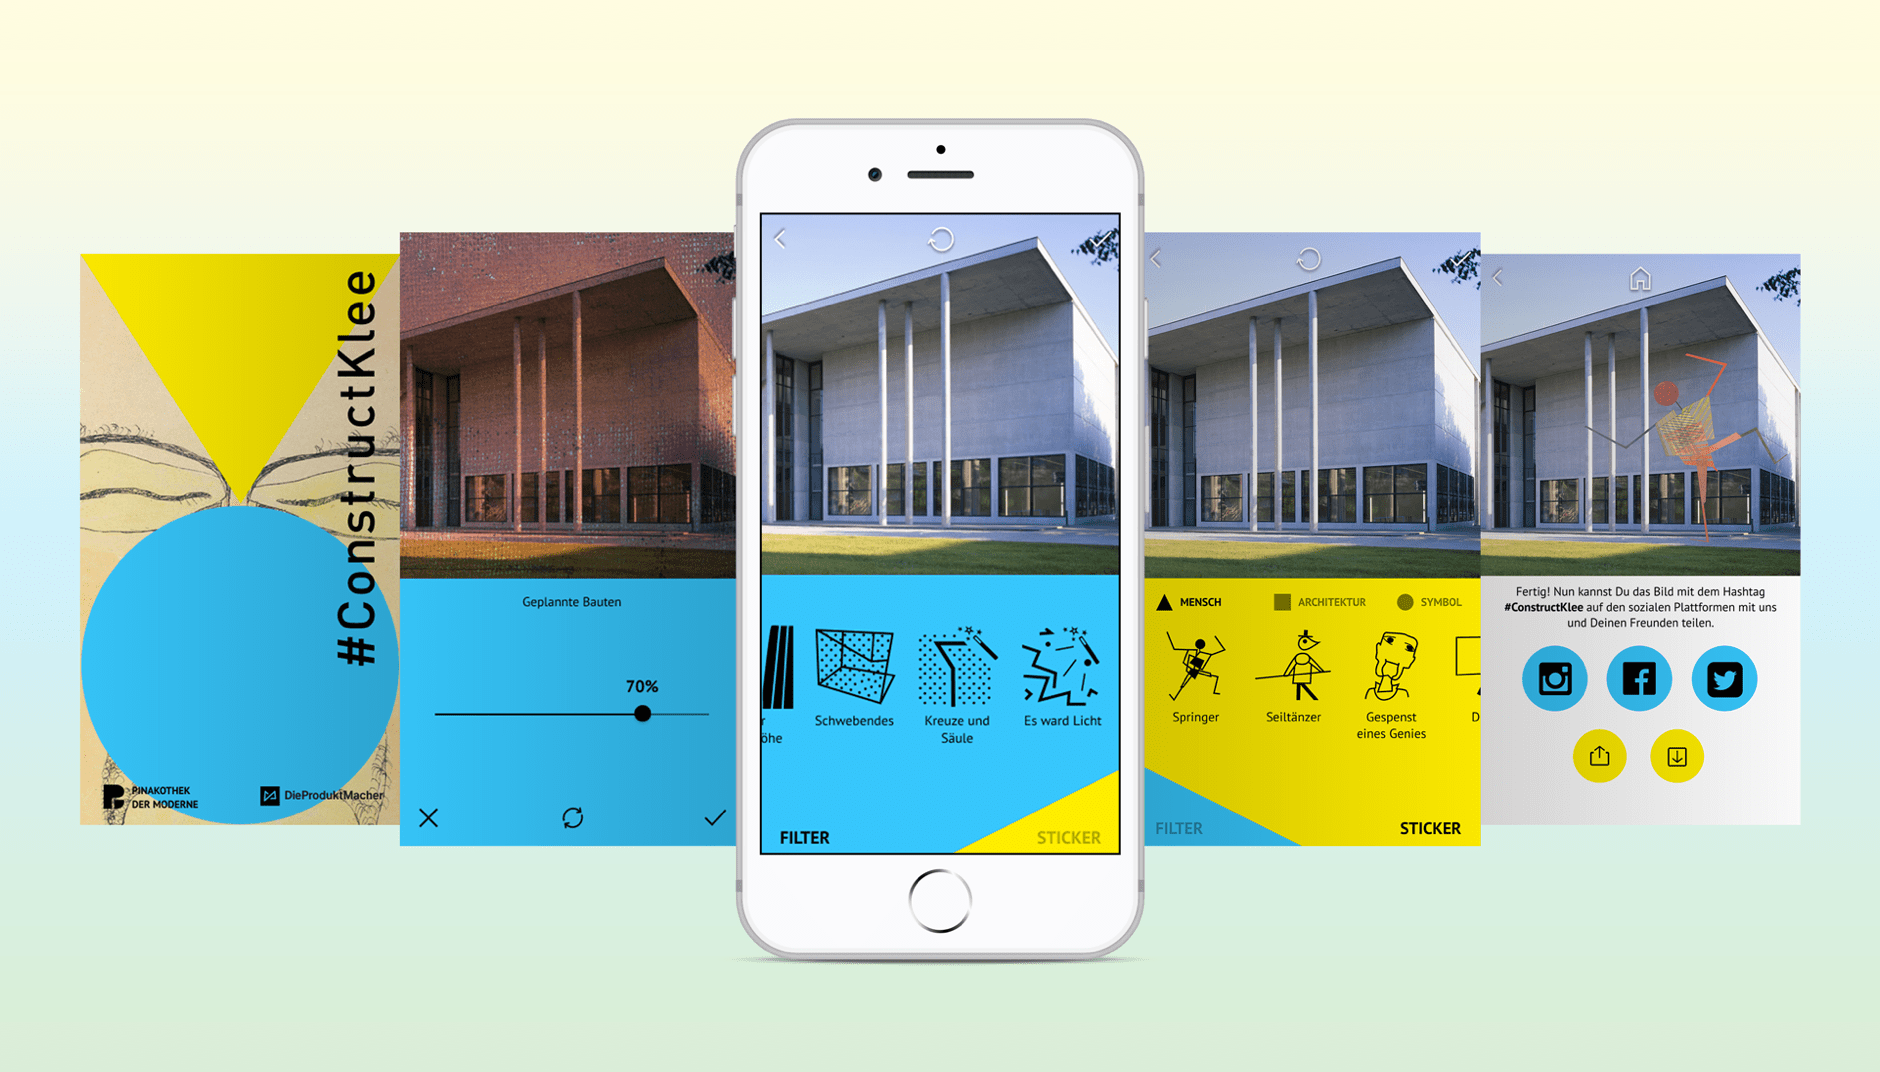 #ConstructKlee
PINAKOTHEK
DER MODERNE
DieProduktMacher
Geplannte Bauten
70%
r
öhe
Schwebendes
Kreuze und
Säule
Es ward Licht
FILTER
STICKER
MENSCH
ARCHITEKTUR
SYMBOL
Springer
Seiltänzer
Gespenst
eines Genies
D
FILTER
STICKER
Fertig! Nun kannst Du das Bild mit dem Hashtag
#ConstructKlee auf den sozialen Plattformen mit uns
und Deinen Freunden teilen.